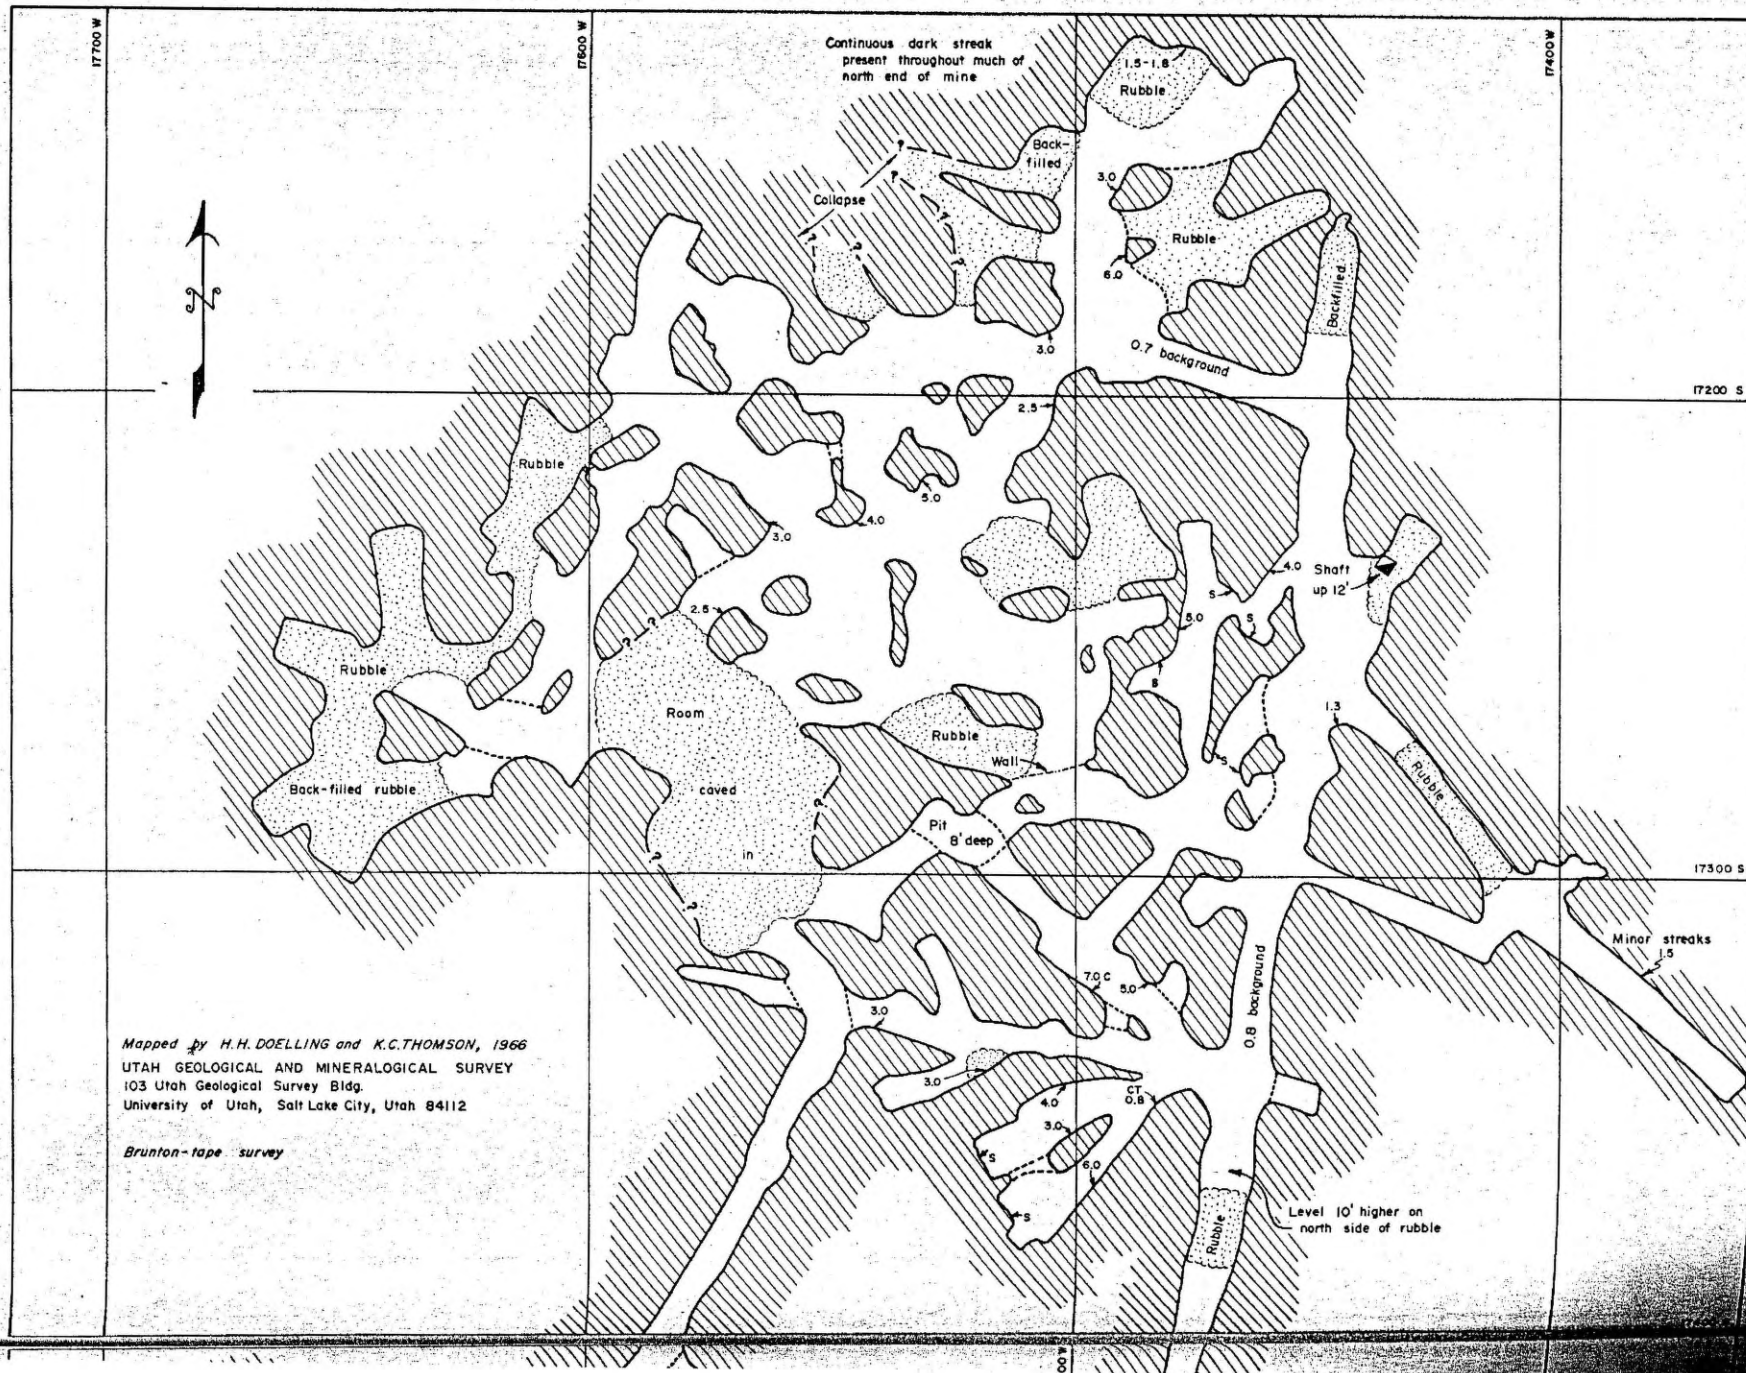 17700 W
17600 W
17400W
Continuous dark streak
present throughout much of
north end of mine
1.5-1.8
Rubble
Back-
filled
3.0
Collapse
Rubble
6.0
Backfilled
3.0
0.7 background
17200 S
2.5
Rubble
5.0
4.0
3.0
4.0
Shaft
up 12'
S
S
2.5
5.0
Rubble
S
Room
1.3
Rubble
Wall
S
Rubble
Back-filled rubble
caved
Pit
8' deep
in
17300 S
Minor streaks
1.5
0.8 background
7.0 C
5.0
3.0
Mapped by H.H. DOELLING and K.C.THOMSON, 1966
UTAH GEOLOGICAL AND MINERALOGICAL SURVEY
103 Utah Geological Survey Bldg.
University of Utah, Salt Lake City, Utah 84112
3.0
4.0
CT
0.8
3.0
Brunton-tape survey
S
6.0
S
Level 10' higher on
north side of rubble
Rubble
00 W